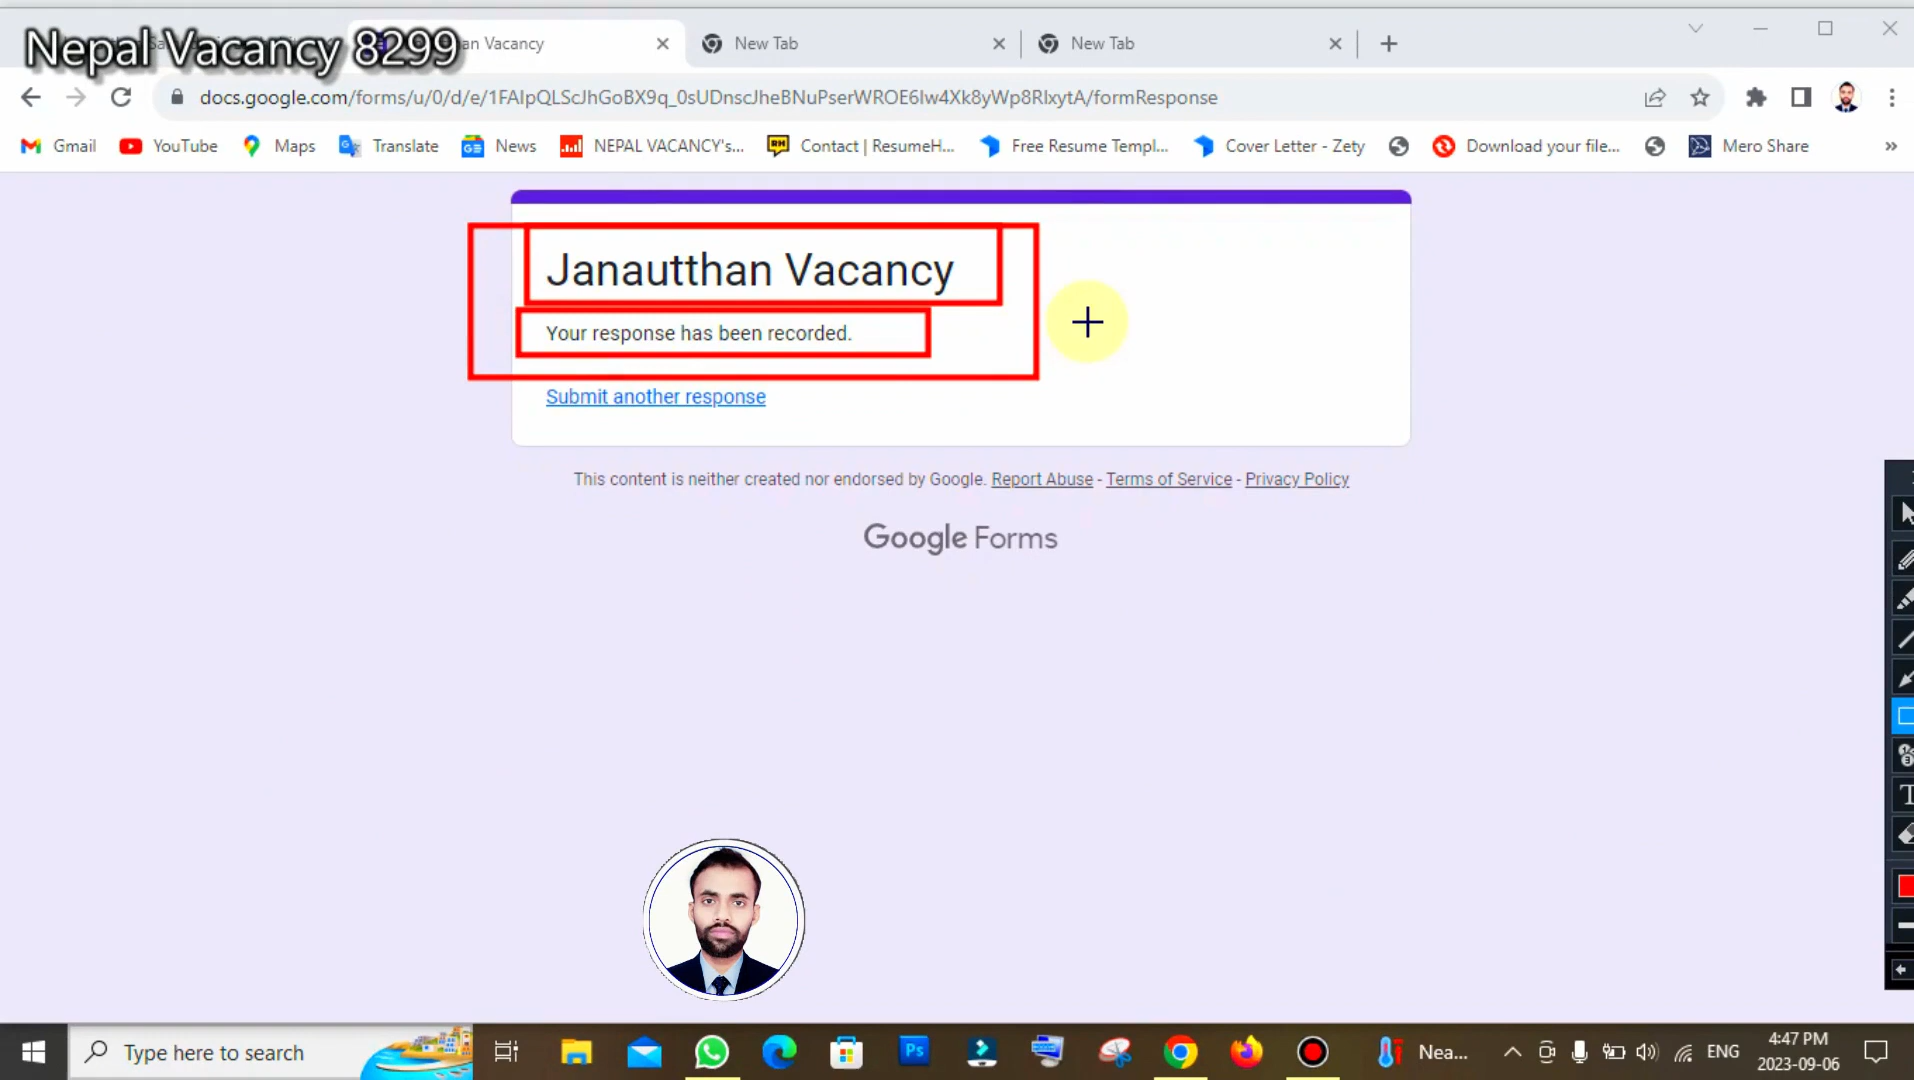 Nepal Vacancy 8299
an Vacancy
New Tab
New Tab
docs.google.com/forms/u/0/d/e/1FAIpQLScJhGoBX9q_0sUDnscJheBNuPserWROE6Iw4Xk8yWp8RlxytA/formResponse
Gmail YouTube Maps Translate News NEPAL VACANCY's... Contact | ResumeH... Free Resume Templ... Cover Letter - Zety Download your file... Mero Share »
Janautthan Vacancy
Your response has been recorded.
Submit another response
This content is neither created nor endorsed by Google. Report Abuse - Terms of Service - Privacy Policy
Google Forms
Type here to search
Ps
Nea...
ENG
4:47 PM
2023-09-06